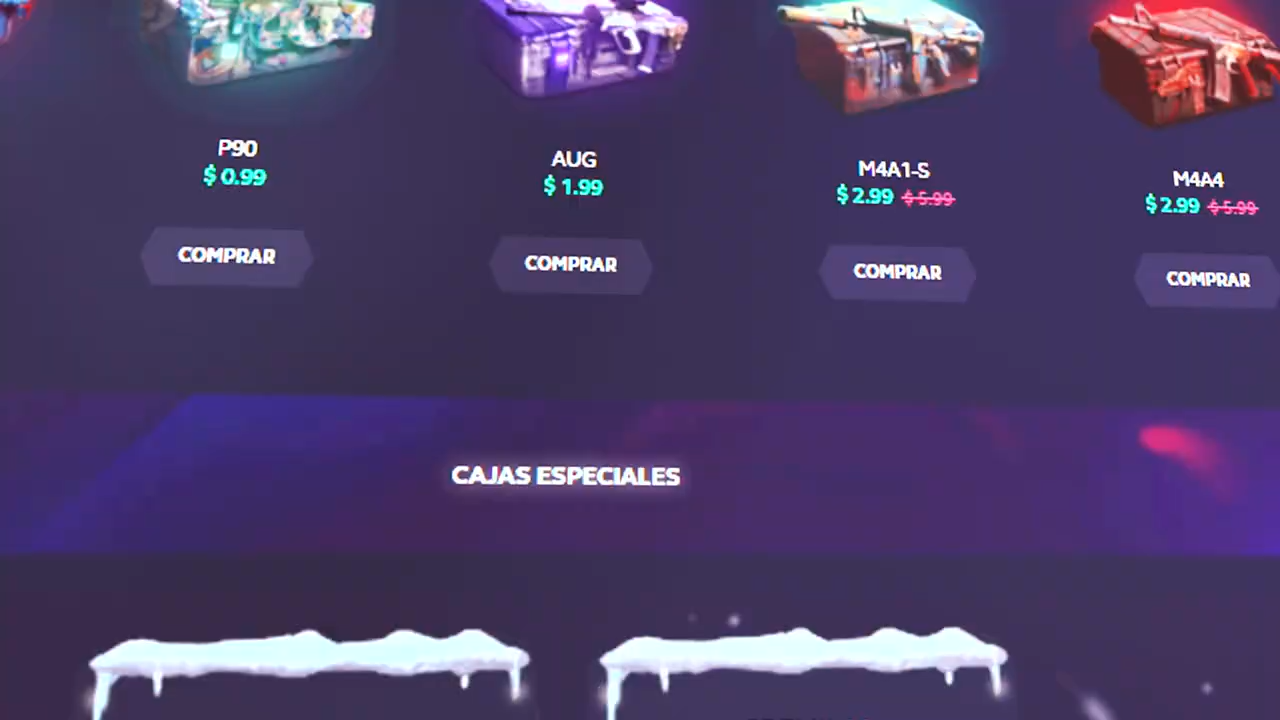 P90
$ 0.99
COMPRAR
AUG
$ 1.99
COMPRAR
M4A1-S
$ 2.99 $ 5.99
COMPRAR
M4A4
$ 2.99 $ 5.99
COMPRAR
CAJAS ESPECIALES